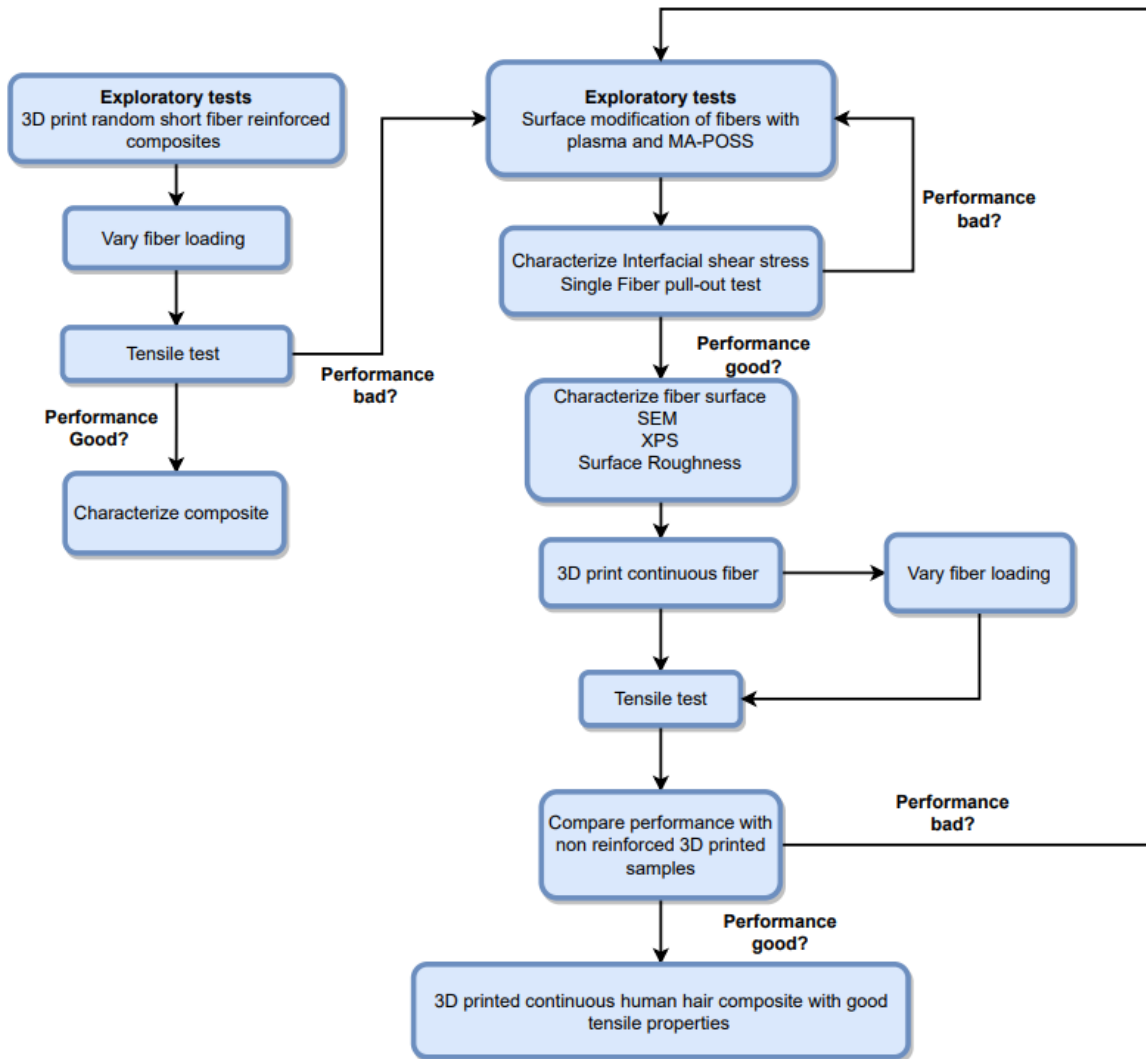 Exploratory tests
3D print random short fiber reinforced
composites
Vary fiber loading
Tensile test
Performance
bad?
Performance
Good?
Characterize composite
Exploratory tests
Surface modification of fibers with
plasma and MA-POSS
Performance
bad?
Characterize Interfacial shear stress
Single Fiber pull-out test
Performance
good?
Characterize fiber surface
SEM
XPS
Surface Roughness
3D print continuous fiber
Vary fiber loading
Tensile test
Compare performance with
non reinforced 3D printed
samples
Performance
bad?
Performance
good?
3D printed continuous human hair composite with good
tensile properties